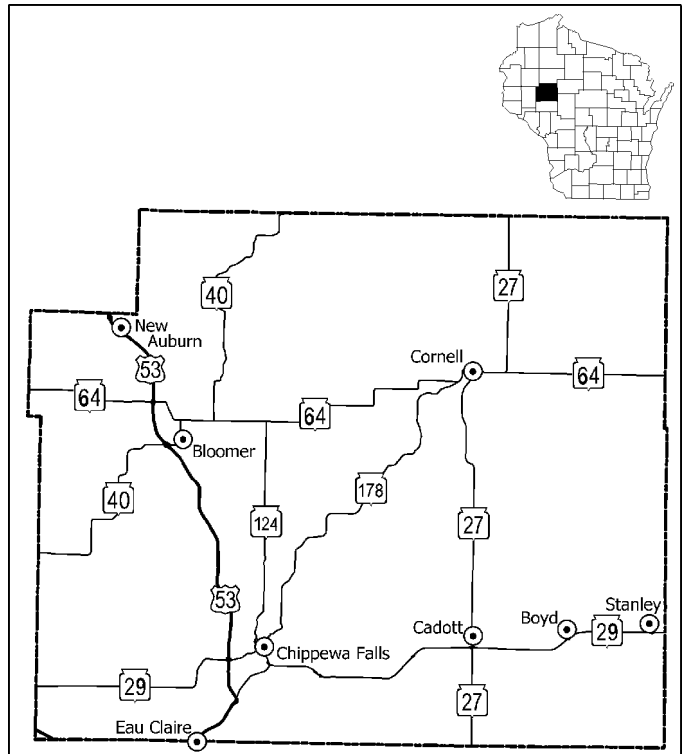 40
27
New
Auburn
53
Cornell
64
64
64
Bloomer
178
40
124
27
53
Stanley
Boyd
29
Cadott
Chippewa Falls
29
27
Eau Claire